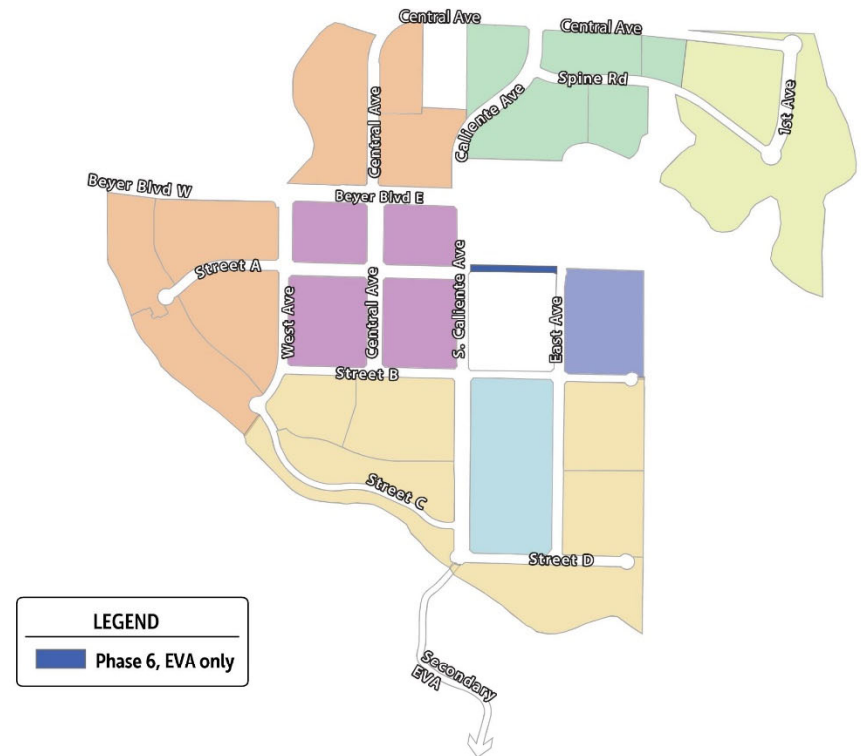 Central Ave
Central Ave
Spine Rd
Caliente Ave
1st Ave
Central Ave
Beyer Blvd W
Beyer Blvd E
Street A
West Ave
Central Ave
S. Caliente Ave
East Ave
Street B
Street C
Street D
LEGEND
Phase 6, EVA only
Secondary
EVA